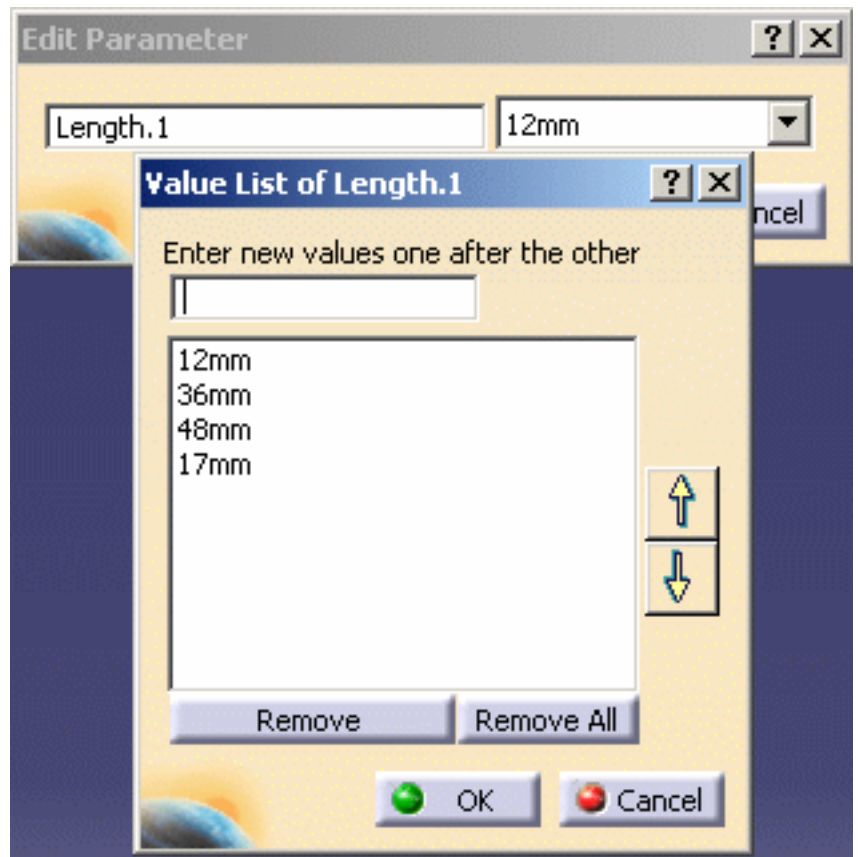 Edit Parameter
Length.1
12mm
Value List of Length.1
ncel
Enter new values one after the other
12mm
36mm
48mm
17mm
Remove
Remove All
OK
Cancel